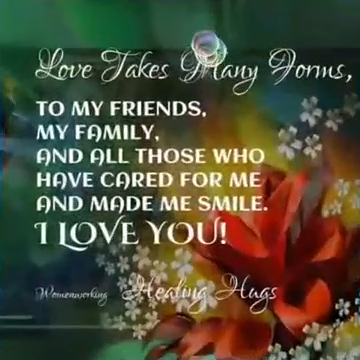 Love Takes Many Forms,
TO MY FRIENDS,
MY FAMILY,
AND ALL THOSE WHO
HAVE CARED FOR ME
AND MADE ME SMILE.
I LOVE YOU!
Womenworking Healing Hugs